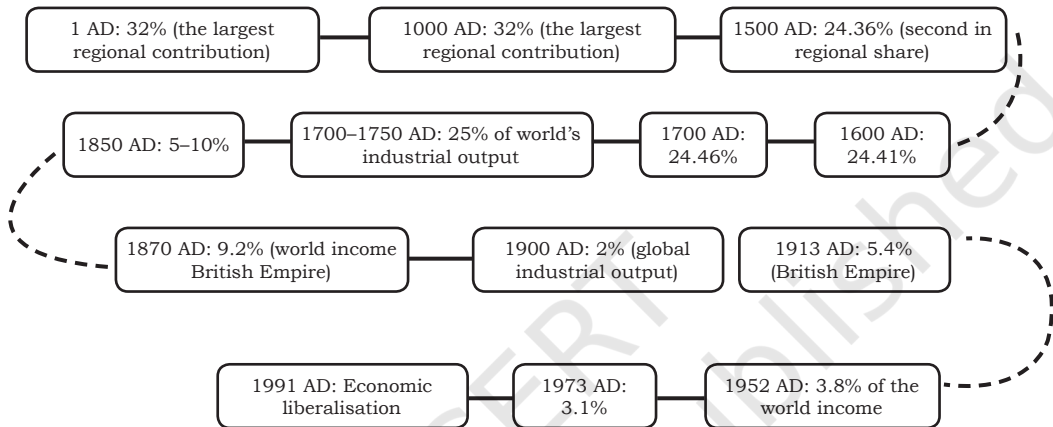 1 AD: 32% (the largest
regional contribution)
1000 AD: 32% (the largest
regional contribution)
1500 AD: 24.36% (second in
regional share)
1600 AD:
24.41%
1700 AD:
24.46%
1700–1750 AD: 25% of world’s
industrial output
1850 AD: 5–10%
1870 AD: 9.2% (world income
British Empire)
1900 AD: 2% (global
industrial output)
1913 AD: 5.4%
(British Empire)
1952 AD: 3.8% of the
world income
1973 AD:
3.1%
1991 AD: Economic
liberalisation